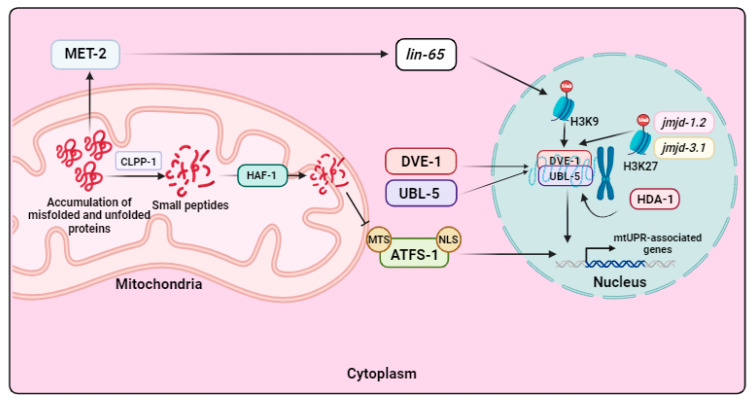 MET-2
lin-65
Me3
H3K9
Me3
jmjd-1.2
jmjd-3.1
H3K27
CLPP-1
HAF-1
Accumulation of
misfolded and unfolded
proteins
Small peptides
DVE-1
UBL-5
DVE-1
UBL-5
HDA-1
MTS
NLS
ATFS-1
mtUPR-associated
genes
Mitochondria
Nucleus
Cytoplasm